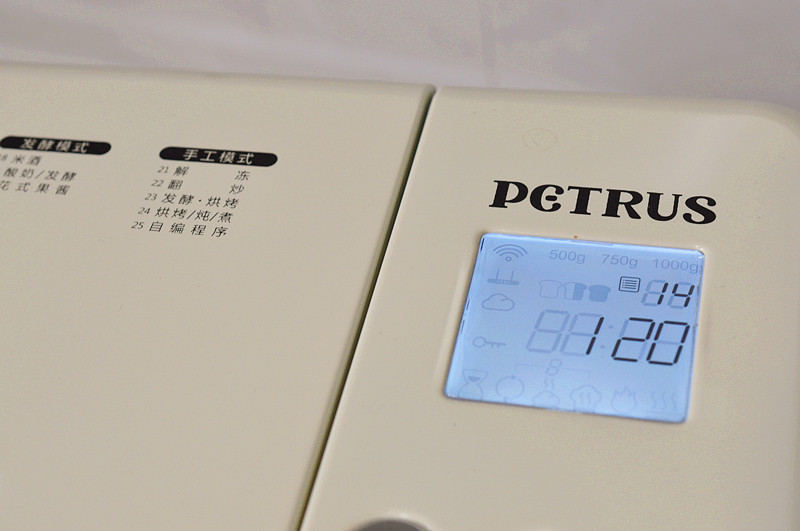 发酵模式
18 米酒
酸奶/发酵
花式果酱
手工模式
21 解 冻
22 翻 炒
23 发酵·烘烤
24 烘烤/炖/煮
25 自编程序
PETRUS
500g 750g 1000g
14
1:20